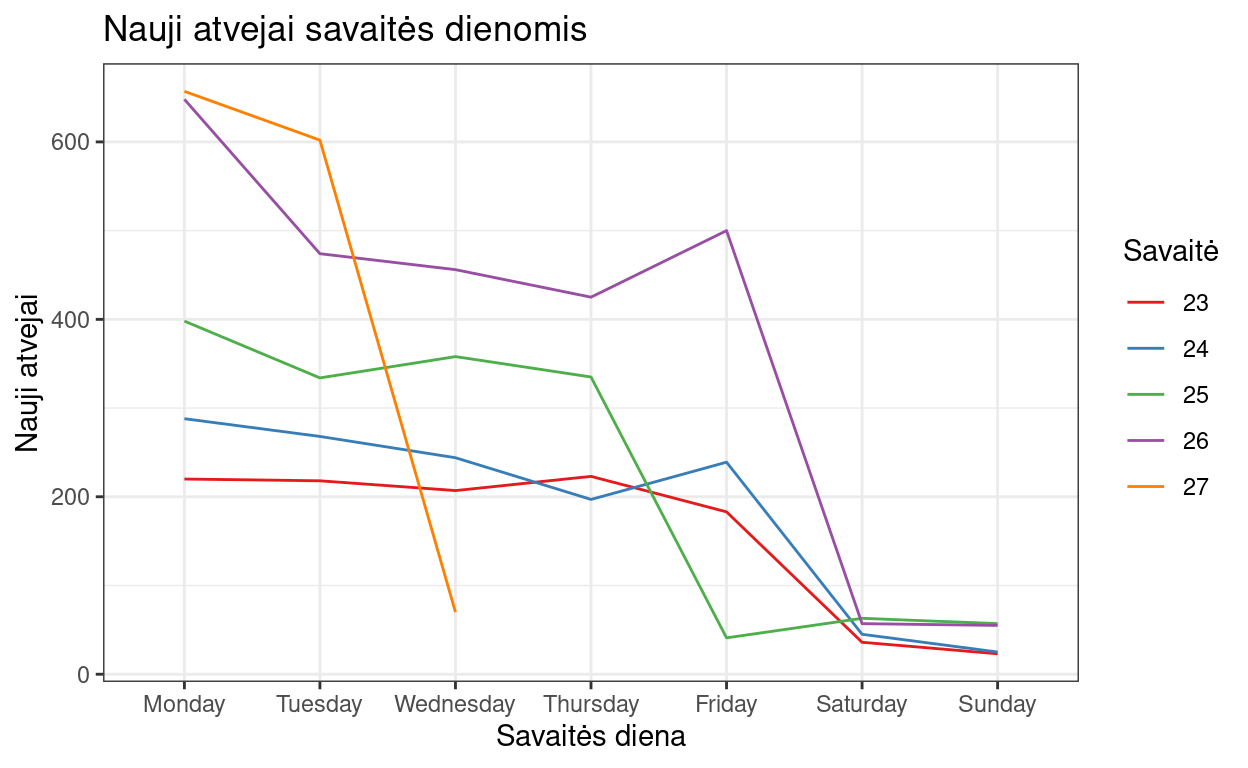 Nauji atvejai savaitės dienomis
Nauji atvejai
600
400
200
0
Monday
Tuesday
Wednesday
Thursday
Friday
Saturday
Sunday
Savaitės diena
Savaitė
23
24
25
26
27